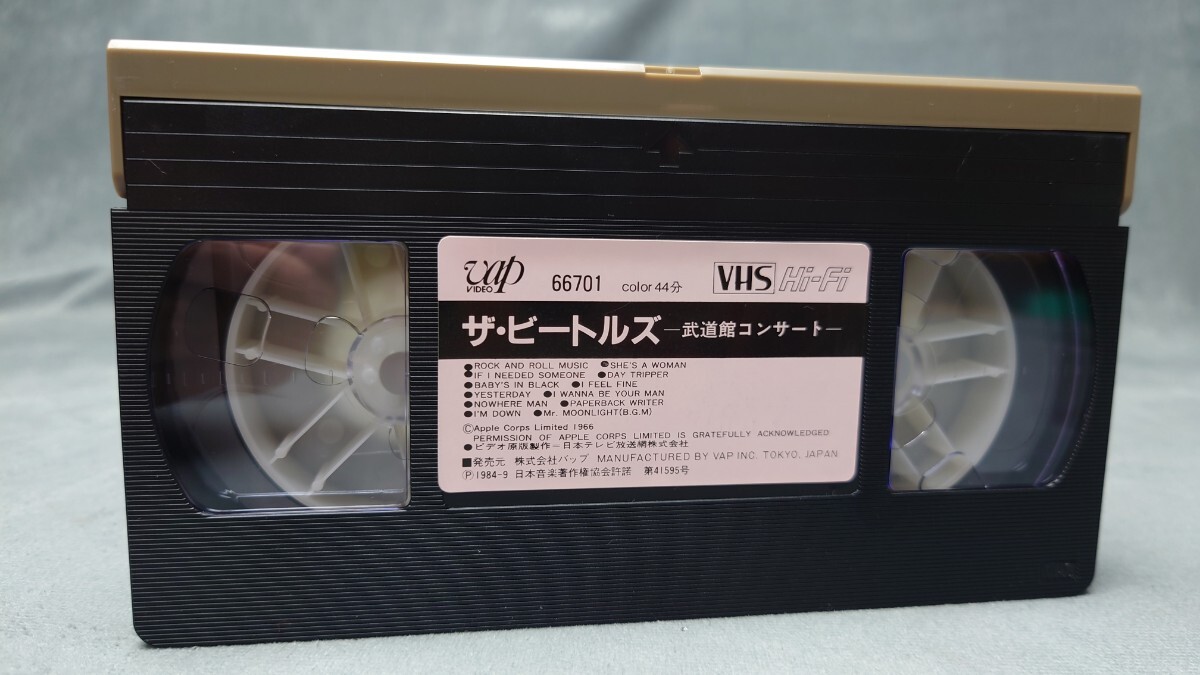 vap VIDEO 66701 color 44分 VHS Hi-Fi
ザ・ビートルズ ―武道館コンサート―
●ROCK AND ROLL MUSIC ●SHE'S A WOMAN
●IF I NEEDED SOMEONE ●DAY TRIPPER
●BABY'S IN BLACK ●I FEEL FINE
●YESTERDAY ●I WANNA BE YOUR MAN
●NOWHERE MAN ●PAPERBACK WRITER
●I'M DOWN ●Mr. MOONLIGHT(B.G.M)
©Apple Corps Limited 1966
PERMISSION OF APPLE CORPS LIMITED IS GRATEFULLY ACKNOWLEDGED
●ビデオ原版製作―日本テレビ放送網株式会社
■発売元 株式会社バップ MANUFACTURED BY VAP INC. TOKYO, JAPAN
Ⓟ1984-9 日本音楽著作権協会許諾 第41595号